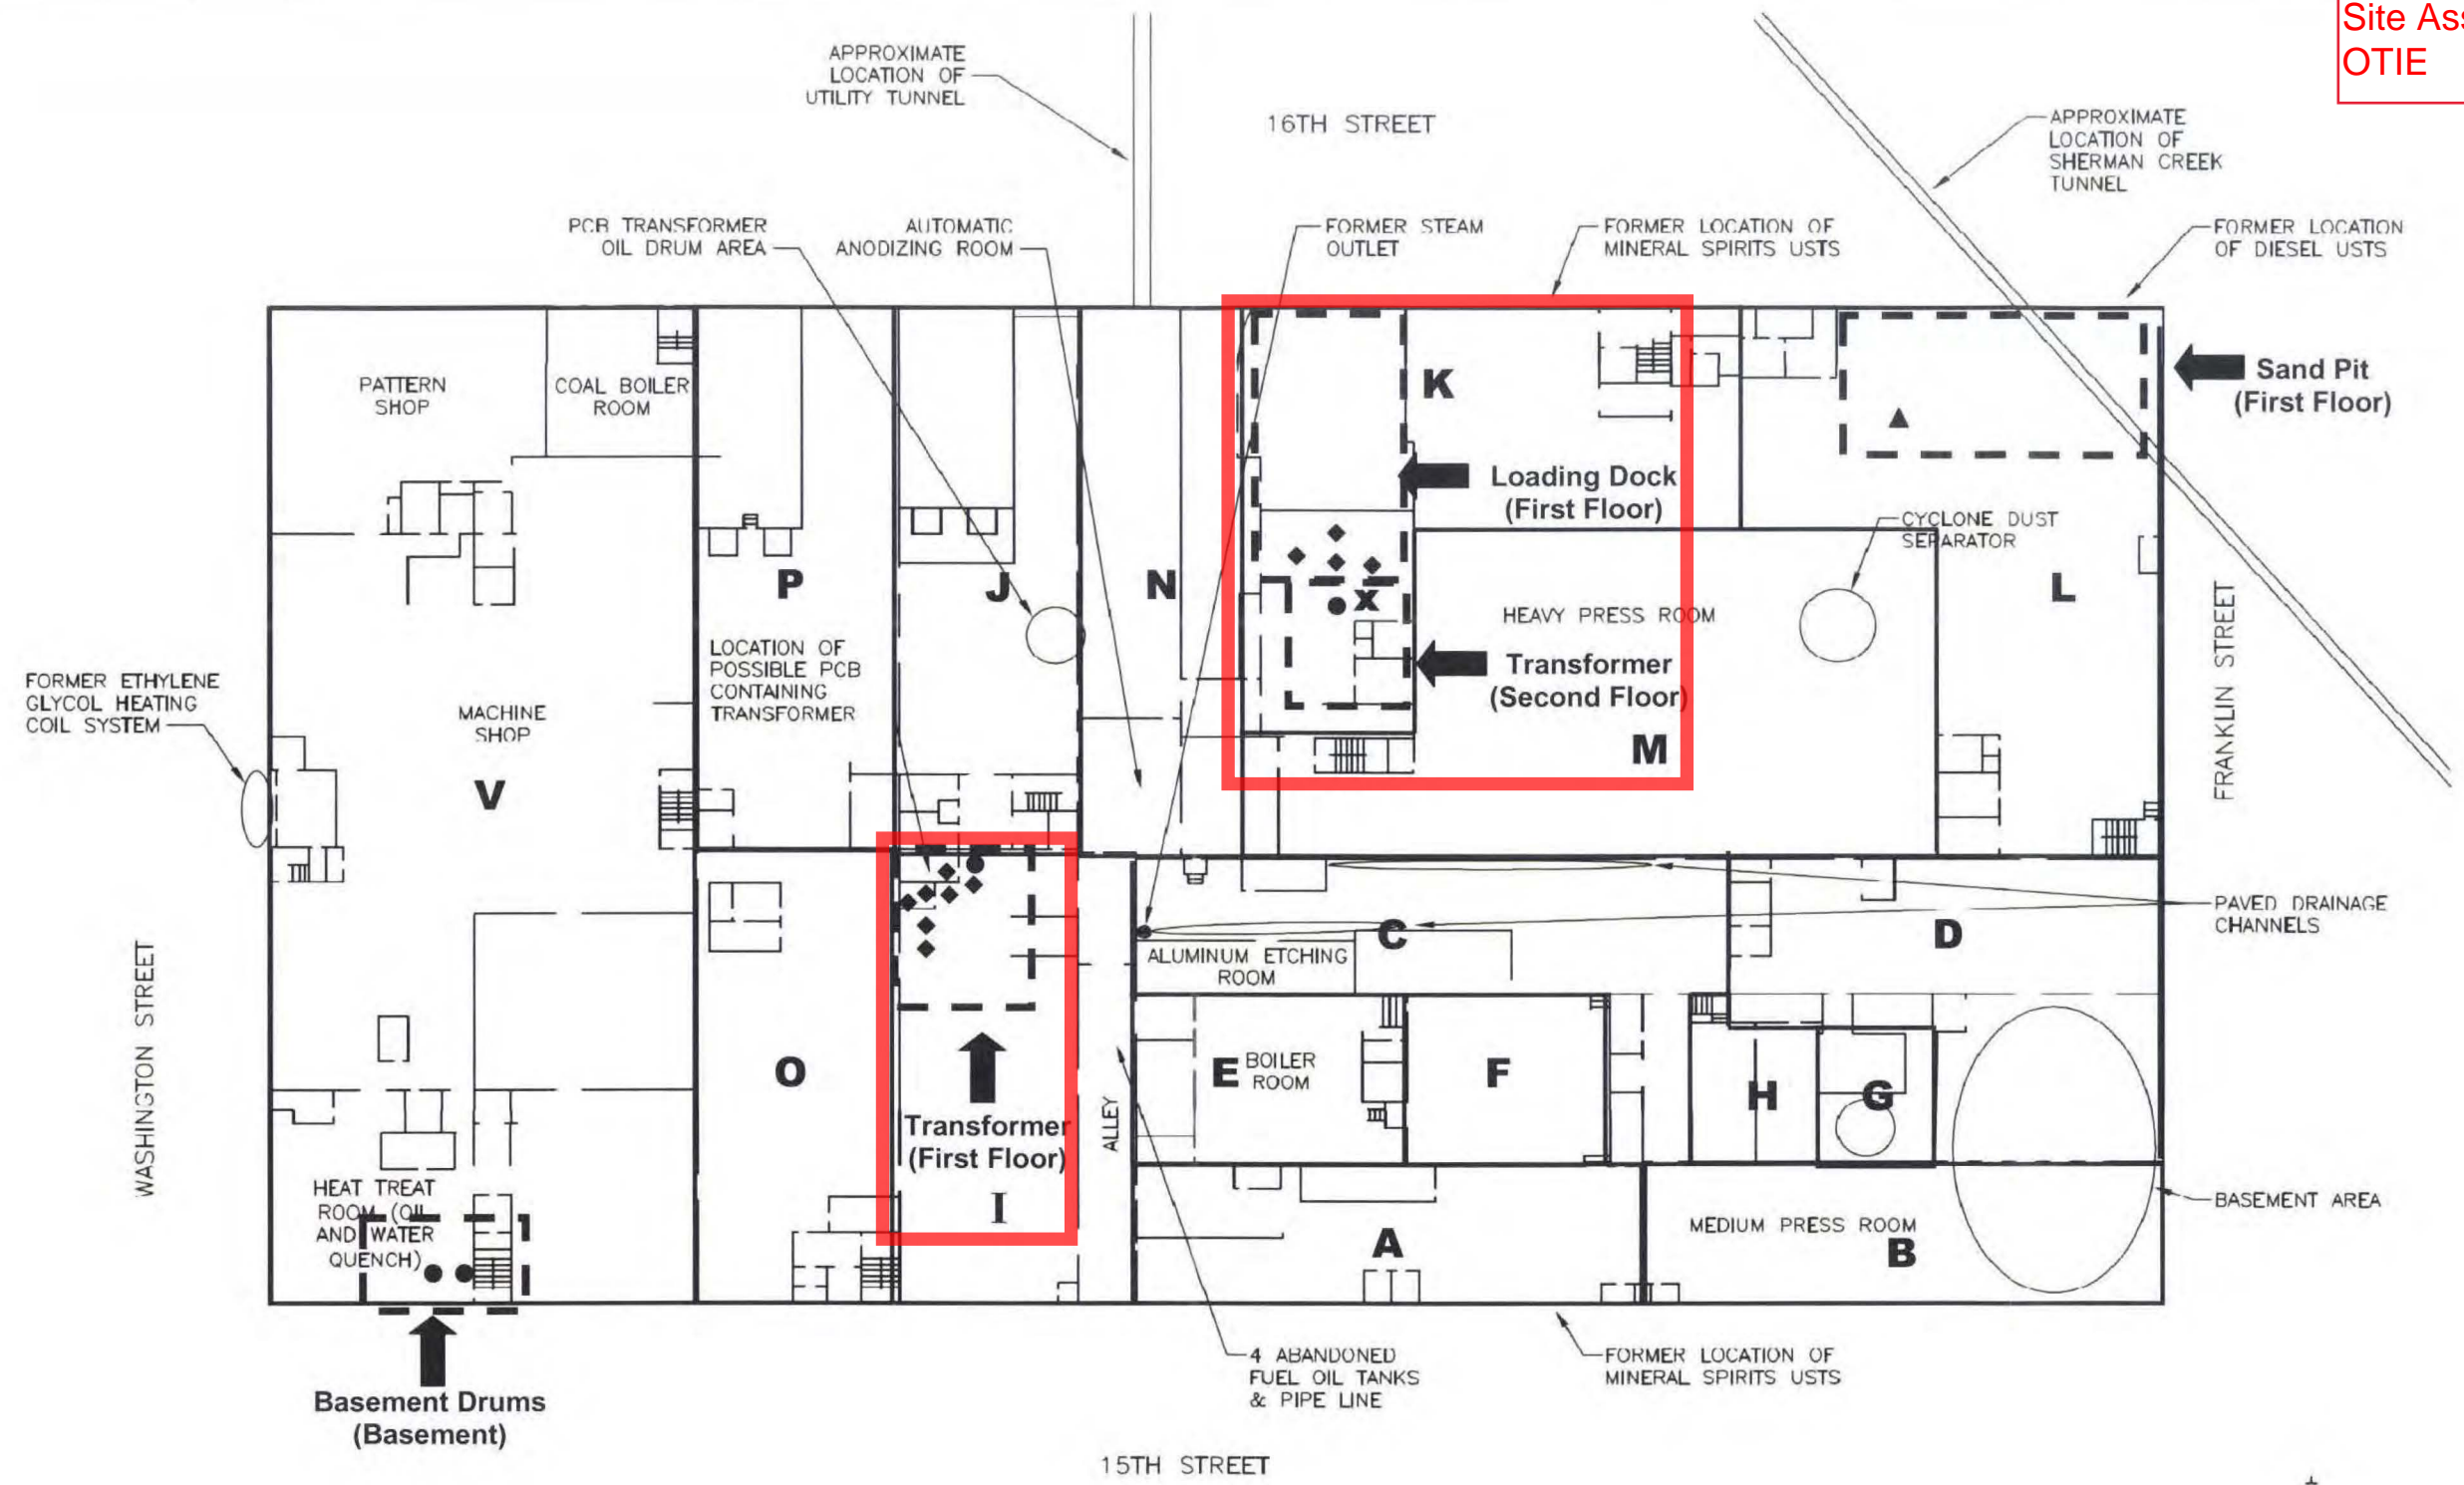 Site Ass
OTIE
APPROXIMATE
LOCATION OF
UTILITY TUNNEL
16TH STREET
APPROXIMATE
LOCATION OF
SHERMAN CREEK
TUNNEL
PCB TRANSFORMER
OIL DRUM AREA
AUTOMATIC
ANODIZING ROOM
FORMER STEAM
OUTLET
FORMER LOCATION OF
MINERAL SPIRITS USTS
FORMER LOCATION
OF DIESEL USTS
PATTERN
SHOP
COAL BOILER
ROOM
K
Sand Pit
(First Floor)
Loading Dock
(First Floor)
CYCLONE DUST
SEPARATOR
P
J
N
X
L
HEAVY PRESS ROOM
LOCATION OF
POSSIBLE PCB
CONTAINING
TRANSFORMER
Transformer
(Second Floor)
FRANKLIN STREET
FORMER ETHYLENE
GLYCOL HEATING
COIL SYSTEM
MACHINE
SHOP
V
M
PAVED DRAINAGE
CHANNELS
C
D
ALUMINUM ETCHING
ROOM
WASHINGTON STREET
O
E
BOILER
ROOM
F
H
G
ALLEY
Transformer
(First Floor)
I
HEAT TREAT
ROOM (OIL
AND WATER
QUENCH)
A
MEDIUM PRESS ROOM
B
BASEMENT AREA
4 ABANDONED
FUEL OIL TANKS
& PIPE LINE
FORMER LOCATION OF
MINERAL SPIRITS USTS
Basement Drums
(Basement)
15TH STREET